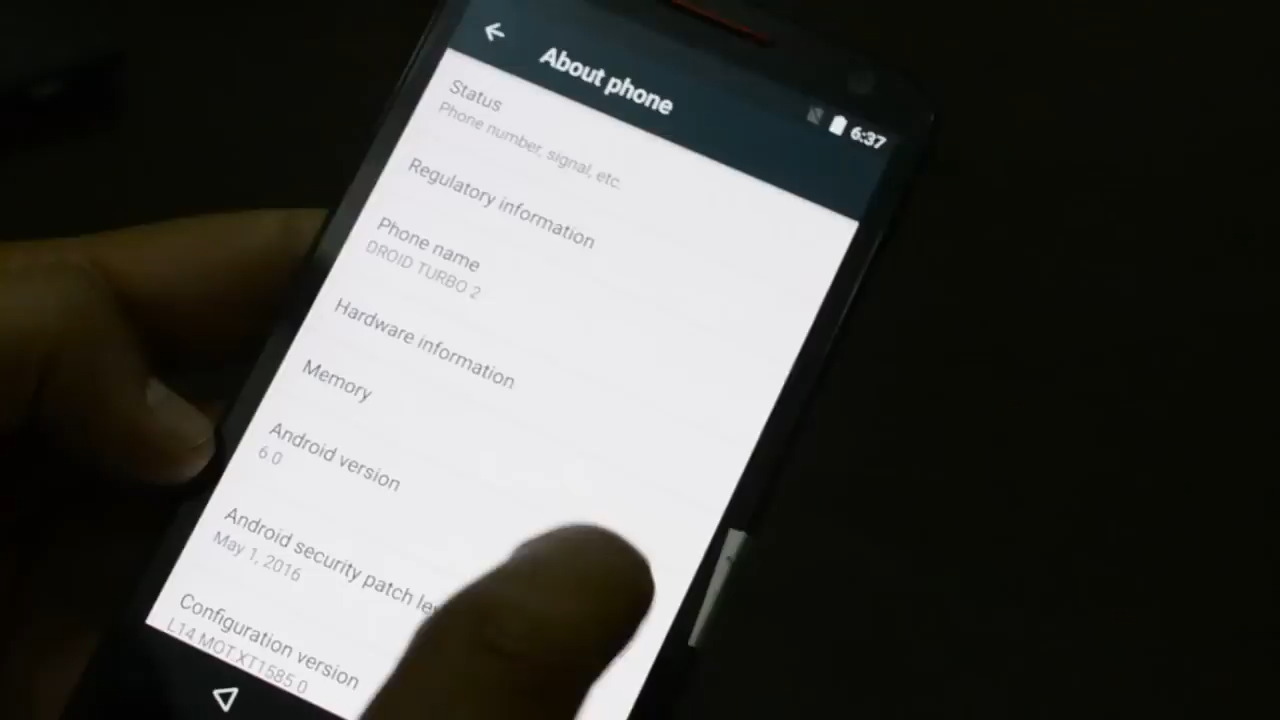 About phone
6:37
Status
Phone number, signal, etc.
Regulatory information
Phone name
DROID TURBO 2
Hardware information
Memory
Android version
6.0
Android security patch le
May 1, 2016
Configuration version
L14.MOT.XT1585.0